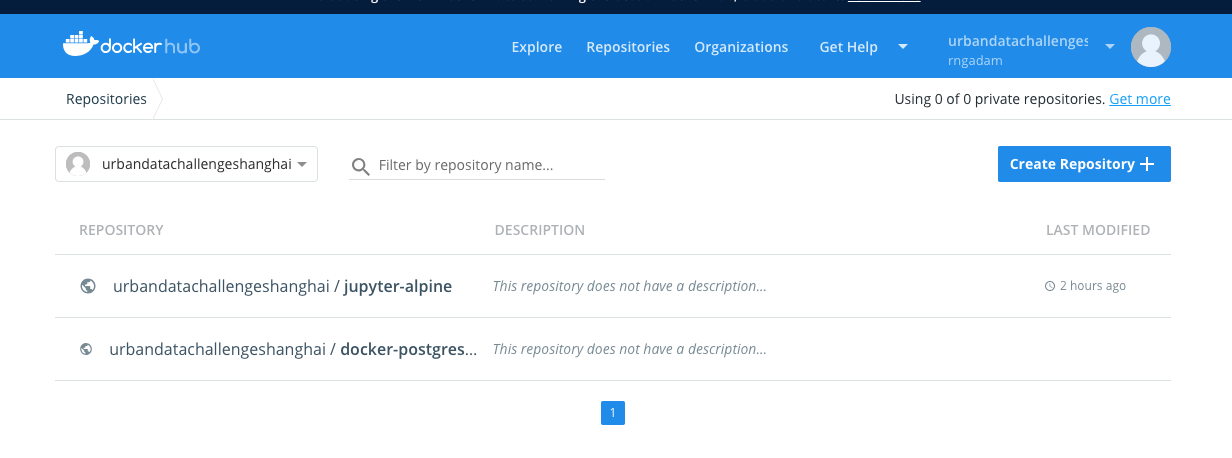 docker hub
Explore Repositories Organizations Get Help
urbandatachallenges
rngadam
Repositories
Using 0 of 0 private repositories. Get more
urbandatachallengeshanghai
Filter by repository name...
Create Repository
REPOSITORY DESCRIPTION LAST MODIFIED
urbandatachallengeshanghai / jupyter-alpine This repository does not have a description... 2 hours ago
urbandatachallengeshanghai / docker-postgres... This repository does not have a description...
1